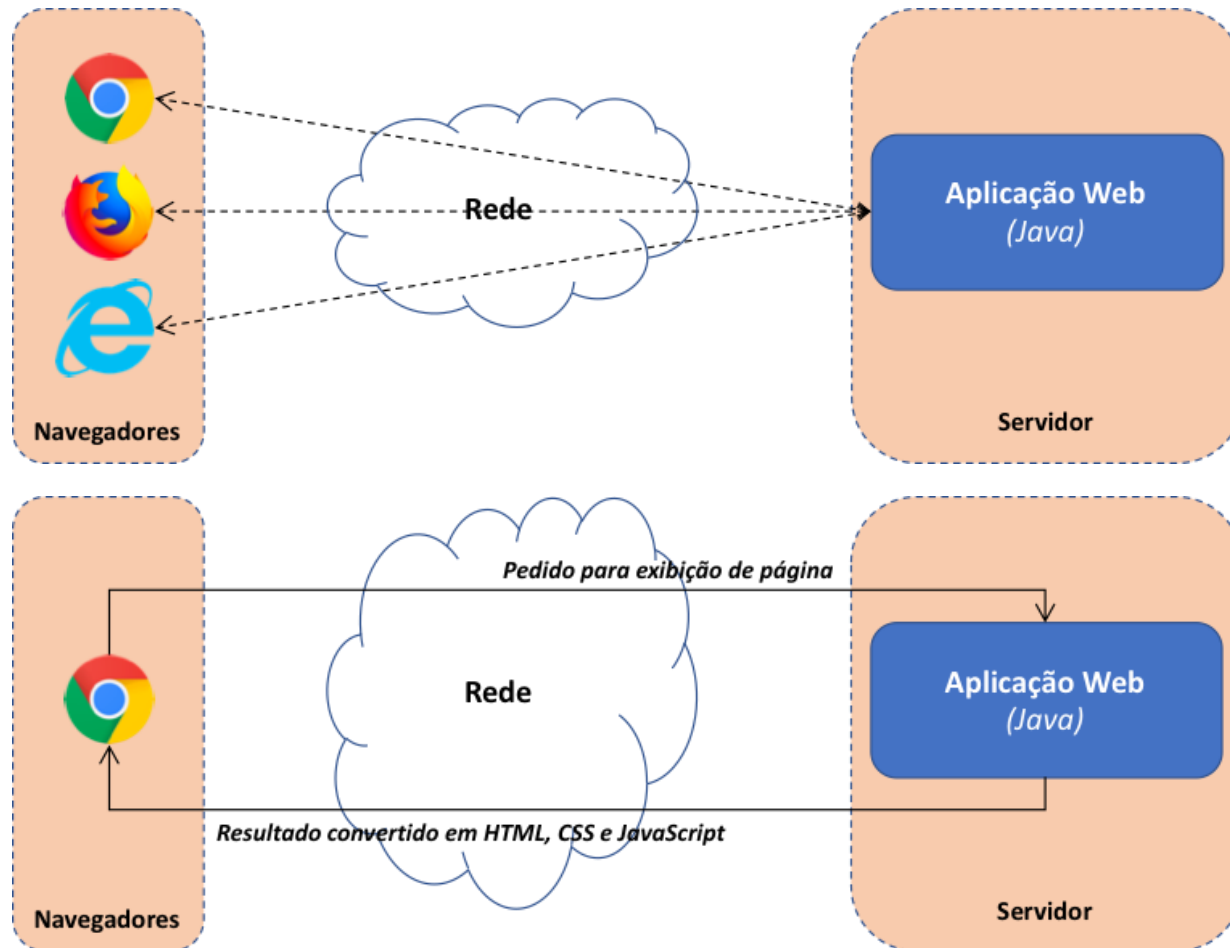 Rede
Aplicação Web
(Java)
Navegadores
Servidor
Pedido para exibição de página
Rede
Aplicação Web
(Java)
Resultado convertido em HTML, CSS e JavaScript
Navegadores
Servidor